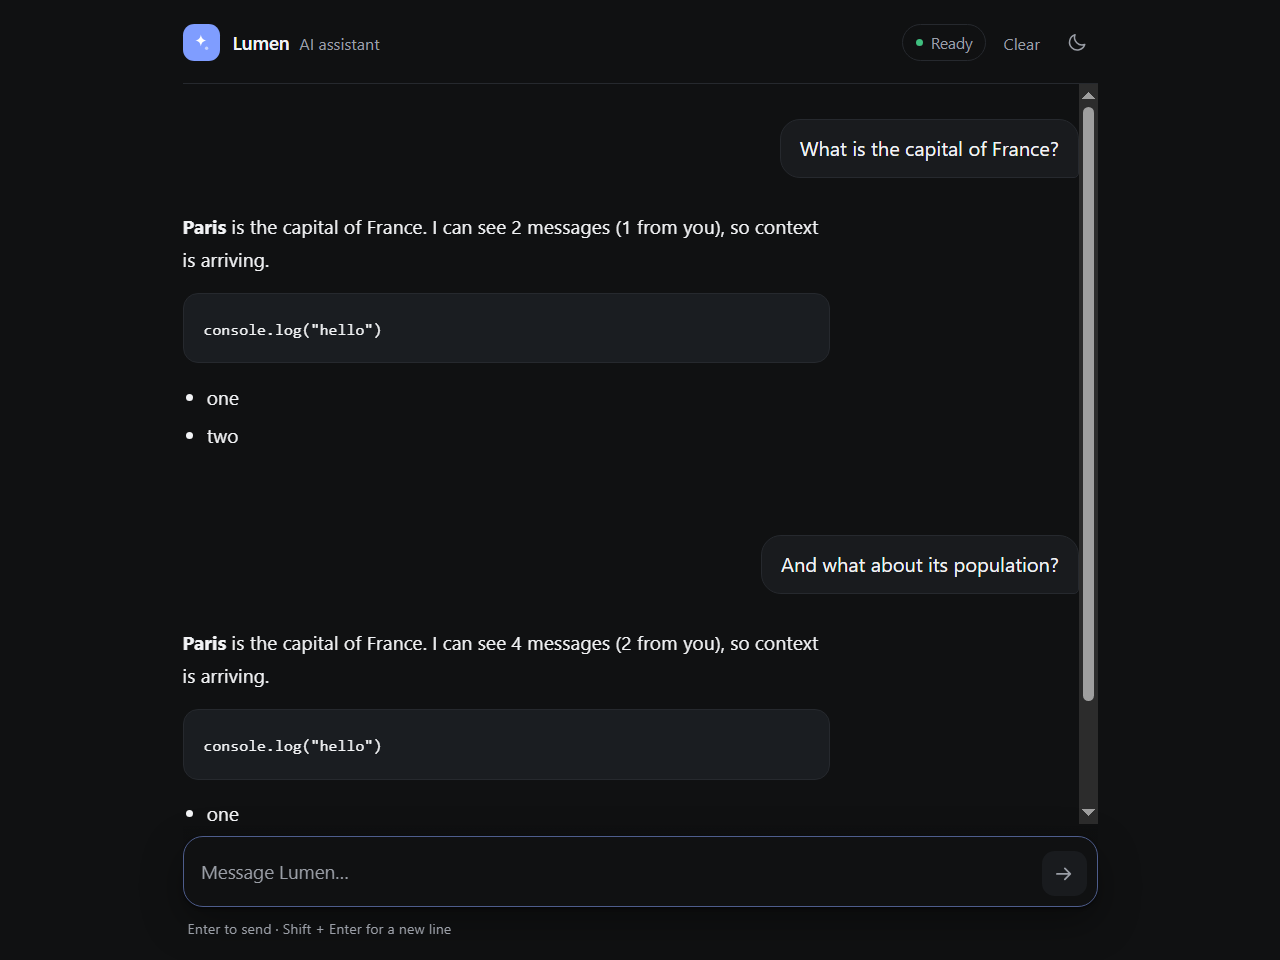 Lumen AI assistant
Ready Clear
What is the capital of France?
Paris is the capital of France. I can see 2 messages (1 from you), so context
is arriving.
console.log("hello")
• one
• two
And what about its population?
Paris is the capital of France. I can see 4 messages (2 from you), so context
is arriving.
console.log("hello")
• one
Message Lumen...
Enter to send · Shift + Enter for a new line